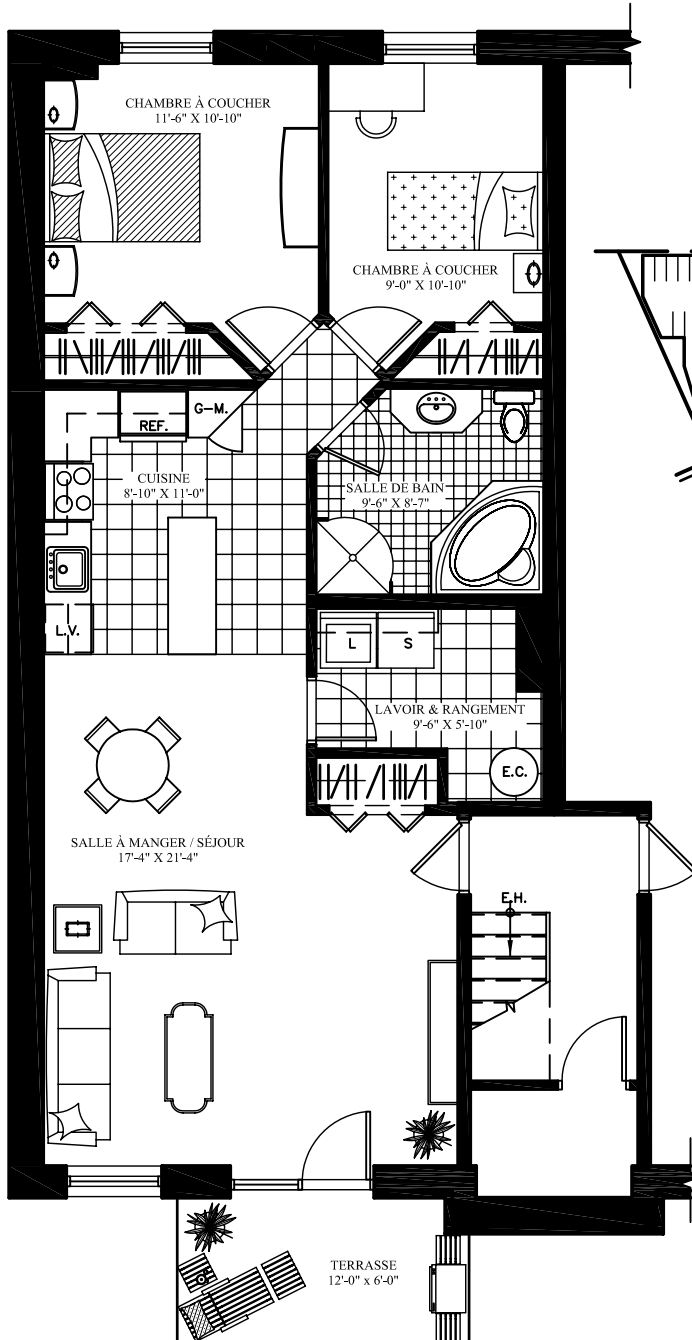 CHAMBRE À COUCHER
11'-6" X 10'-10"
CHAMBRE À COUCHER
9'-0" X 10'-10"
REF.
G-M.
CUISINE
8'-10" X 11'-0"
SALLE DE BAIN
9'-6" X 8'-7"
L.V.
L
S
LAVOIR & RANGEMENT
9'-6" X 5'-10"
E.C.
SALLE À MANGER / SÉJOUR
17'-4" X 21'-4"
E.H.
TERRASSE
12'-0" x 6'-0"